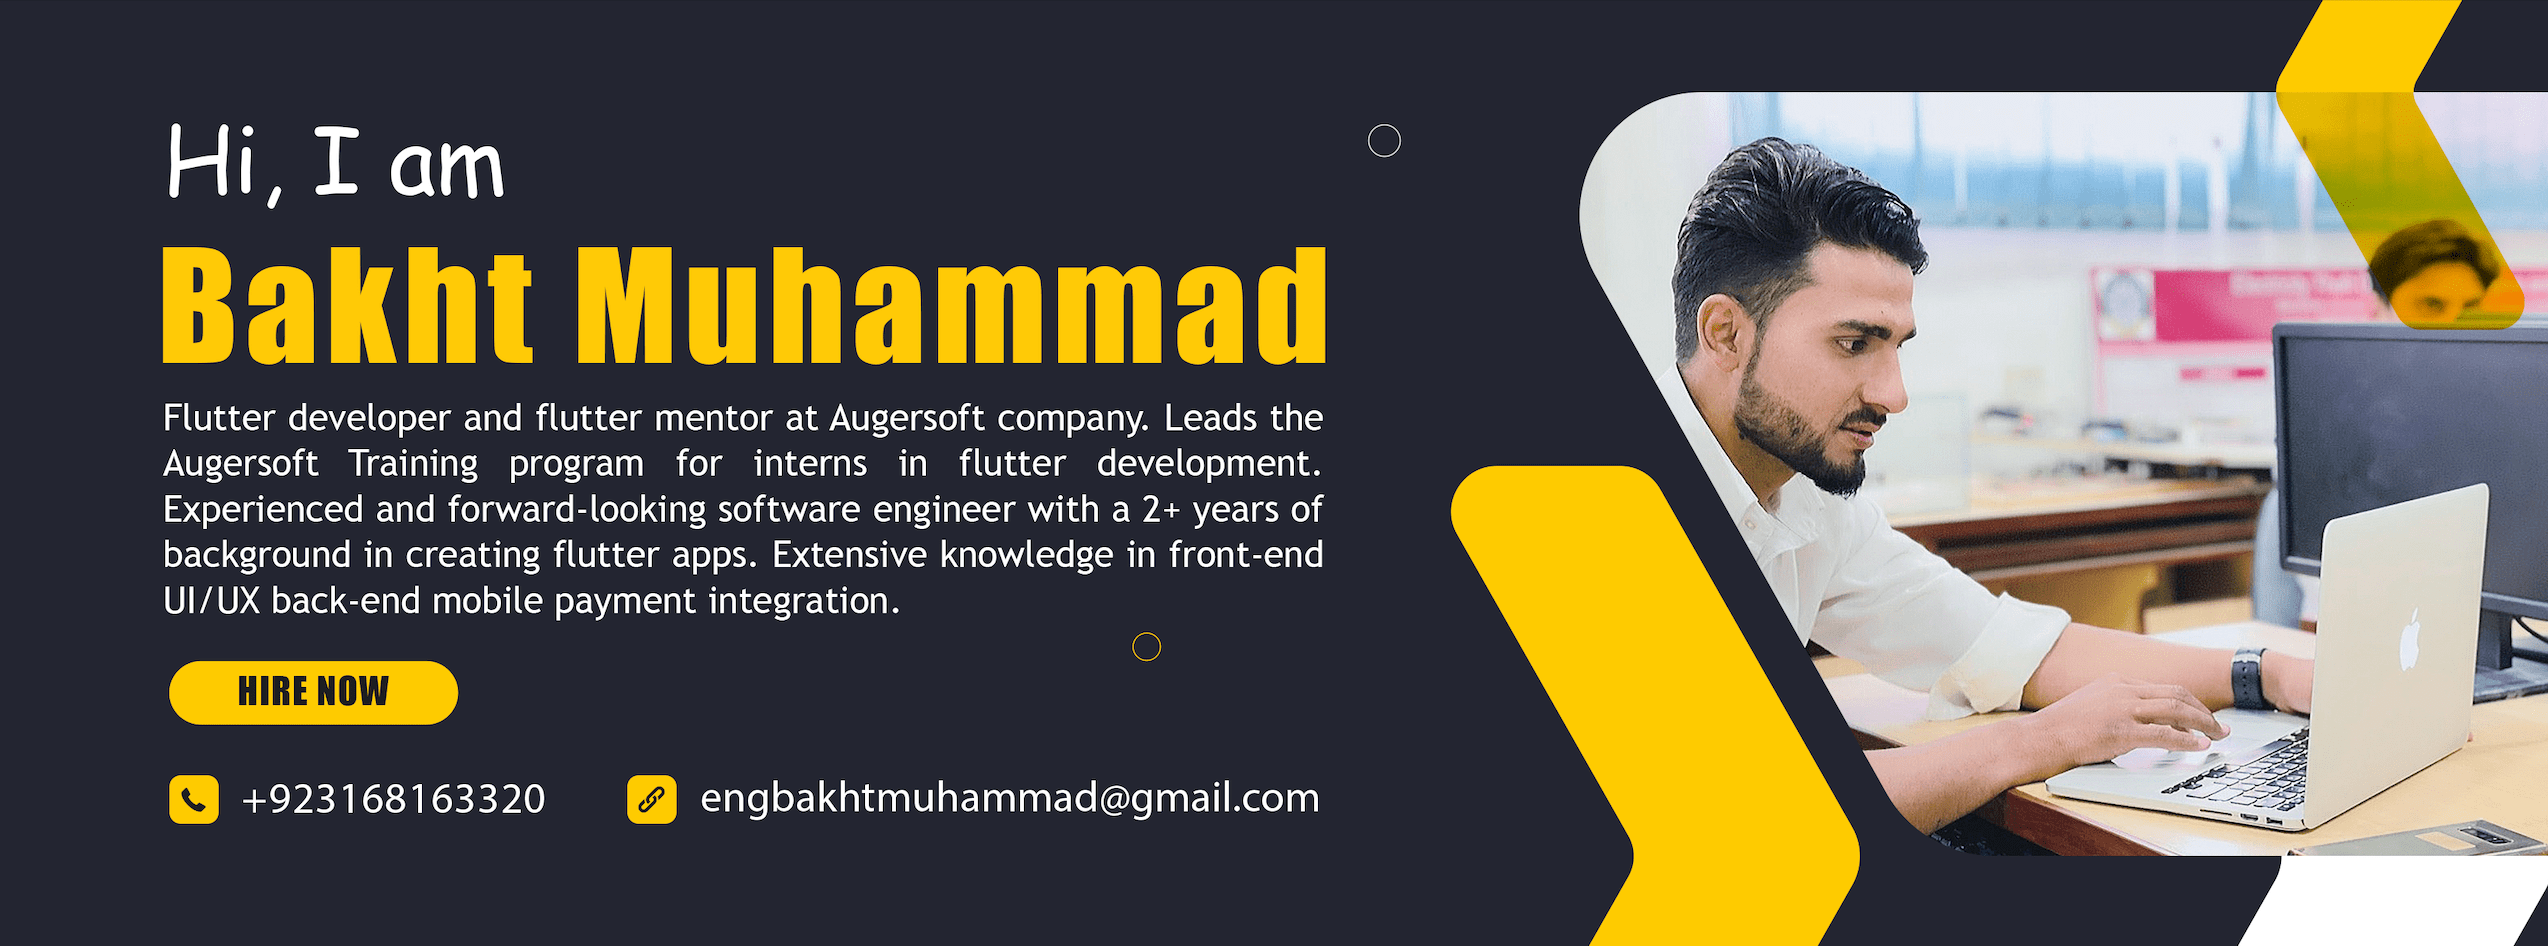 Hi, I am
Bakht Muhammad
Flutter developer and flutter mentor at Augersoft company. Leads the
Augersoft Training program for interns in flutter development.
Experienced and forward-looking software engineer with a 2+ years of
background in creating flutter apps. Extensive knowledge in front-end
UI/UX back-end mobile payment integration.
HIRE NOW
+923168163320
engbakhtmuhammad@gmail.com